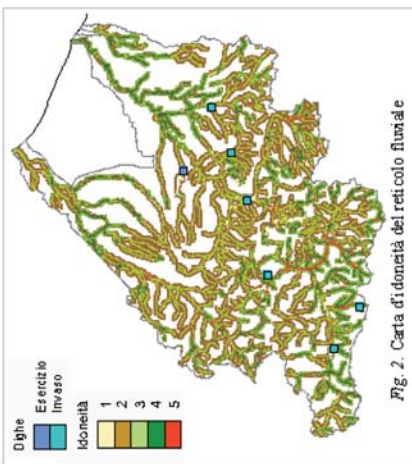 Dighe
Esercizio
Invaso
Idoneità
1
2
3
4
5
Fig. 2. Carta d'idoneità del reticolo fluviale